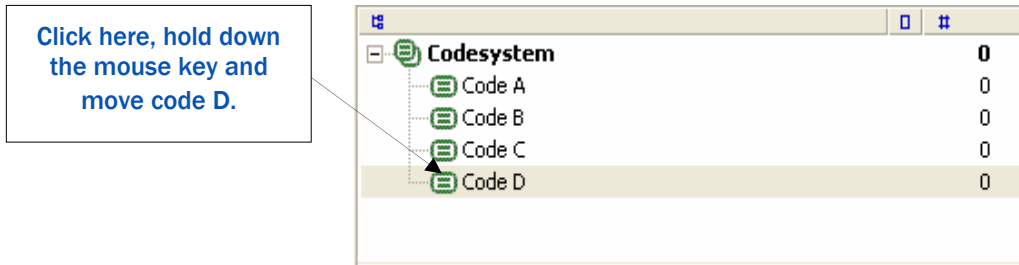 Click here, hold down
the mouse key and
move code D.
#
Codesystem 0
Code A 0
Code B 0
Code C 0
Code D 0